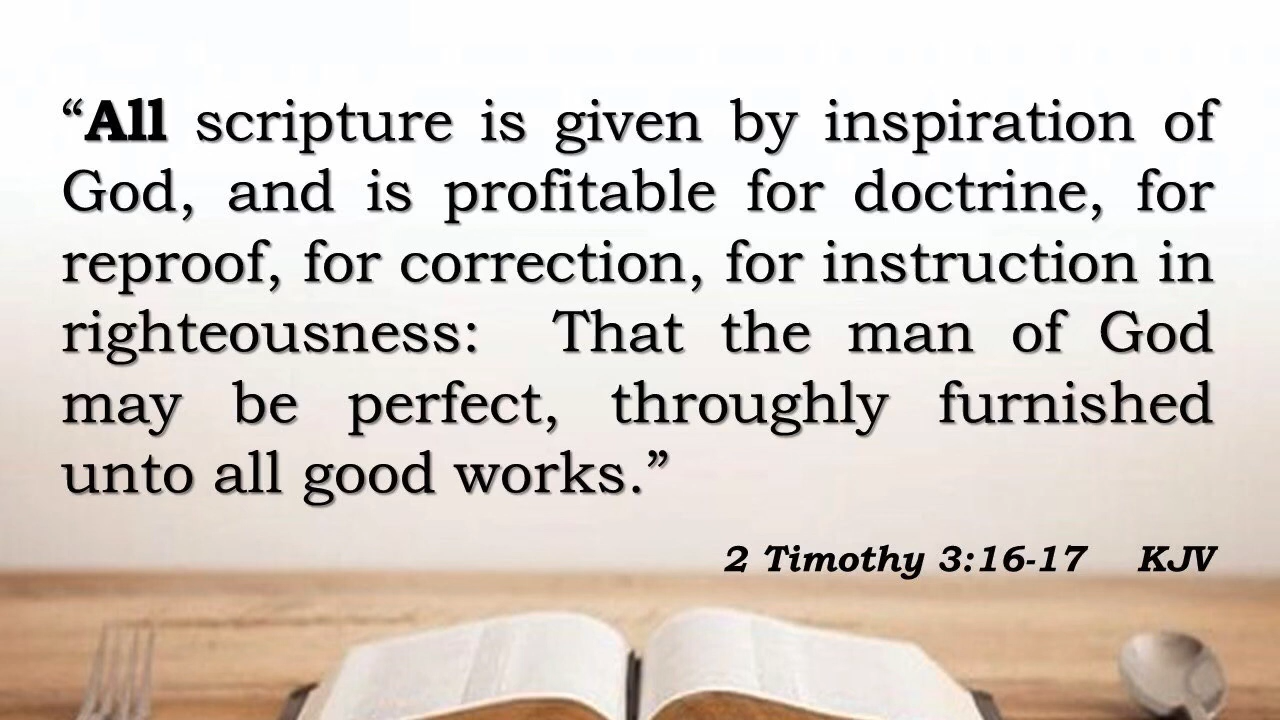 “All scripture is given by inspiration of
God, and is profitable for doctrine, for
reproof, for correction, for instruction in
righteousness:  That the man of God
may be perfect, throughly furnished
unto all good works.”
2 Timothy 3:16-17    KJV